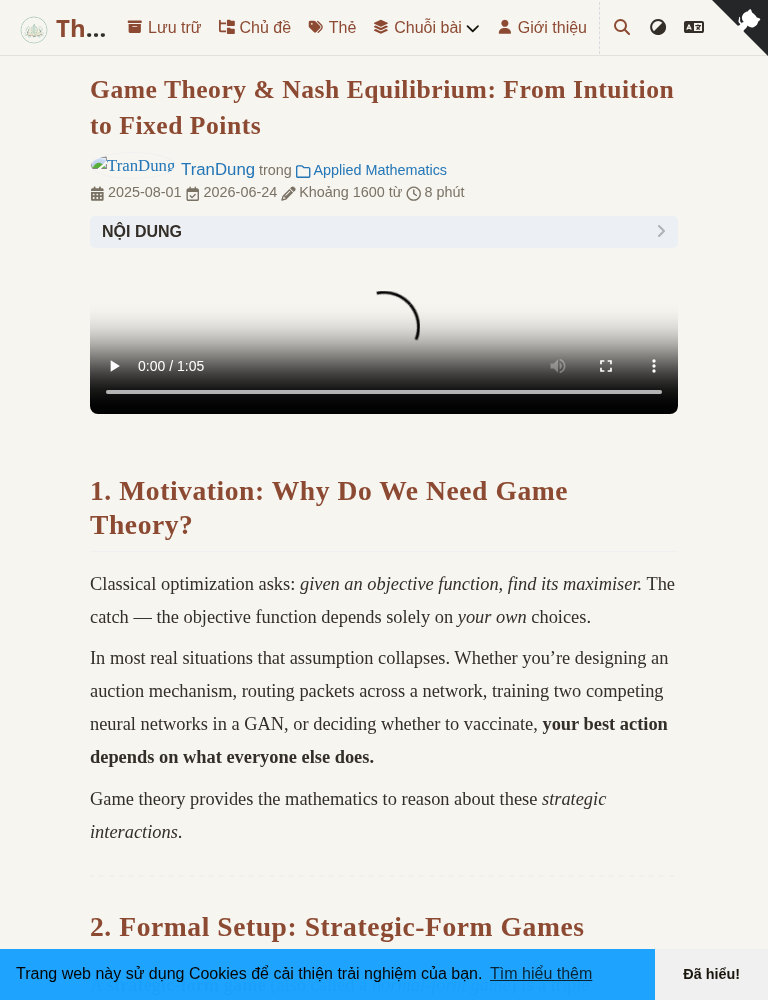 Th...
Lưu trữ
Chủ đề
Thẻ
Chuỗi bài
Giới thiệu
Game Theory & Nash Equilibrium: From Intuition
to Fixed Points
TranDung TranDung trong Applied Mathematics
2025-08-01 2026-06-24 Khoảng 1600 từ 8 phút
NỘI DUNG
0:00 / 1:05
1. Motivation: Why Do We Need Game
Theory?
Classical optimization asks: given an objective function, find its maximiser. The
catch — the objective function depends solely on your own choices.
In most real situations that assumption collapses. Whether you’re designing an
auction mechanism, routing packets across a network, training two competing
neural networks in a GAN, or deciding whether to vaccinate, your best action
depends on what everyone else does.
Game theory provides the mathematics to reason about these strategic
interactions.
2. Formal Setup: Strategic-Form Games
Trang web này sử dụng Cookies để cải thiện trải nghiệm của bạn. Tìm hiểu thêm
Đã hiểu!